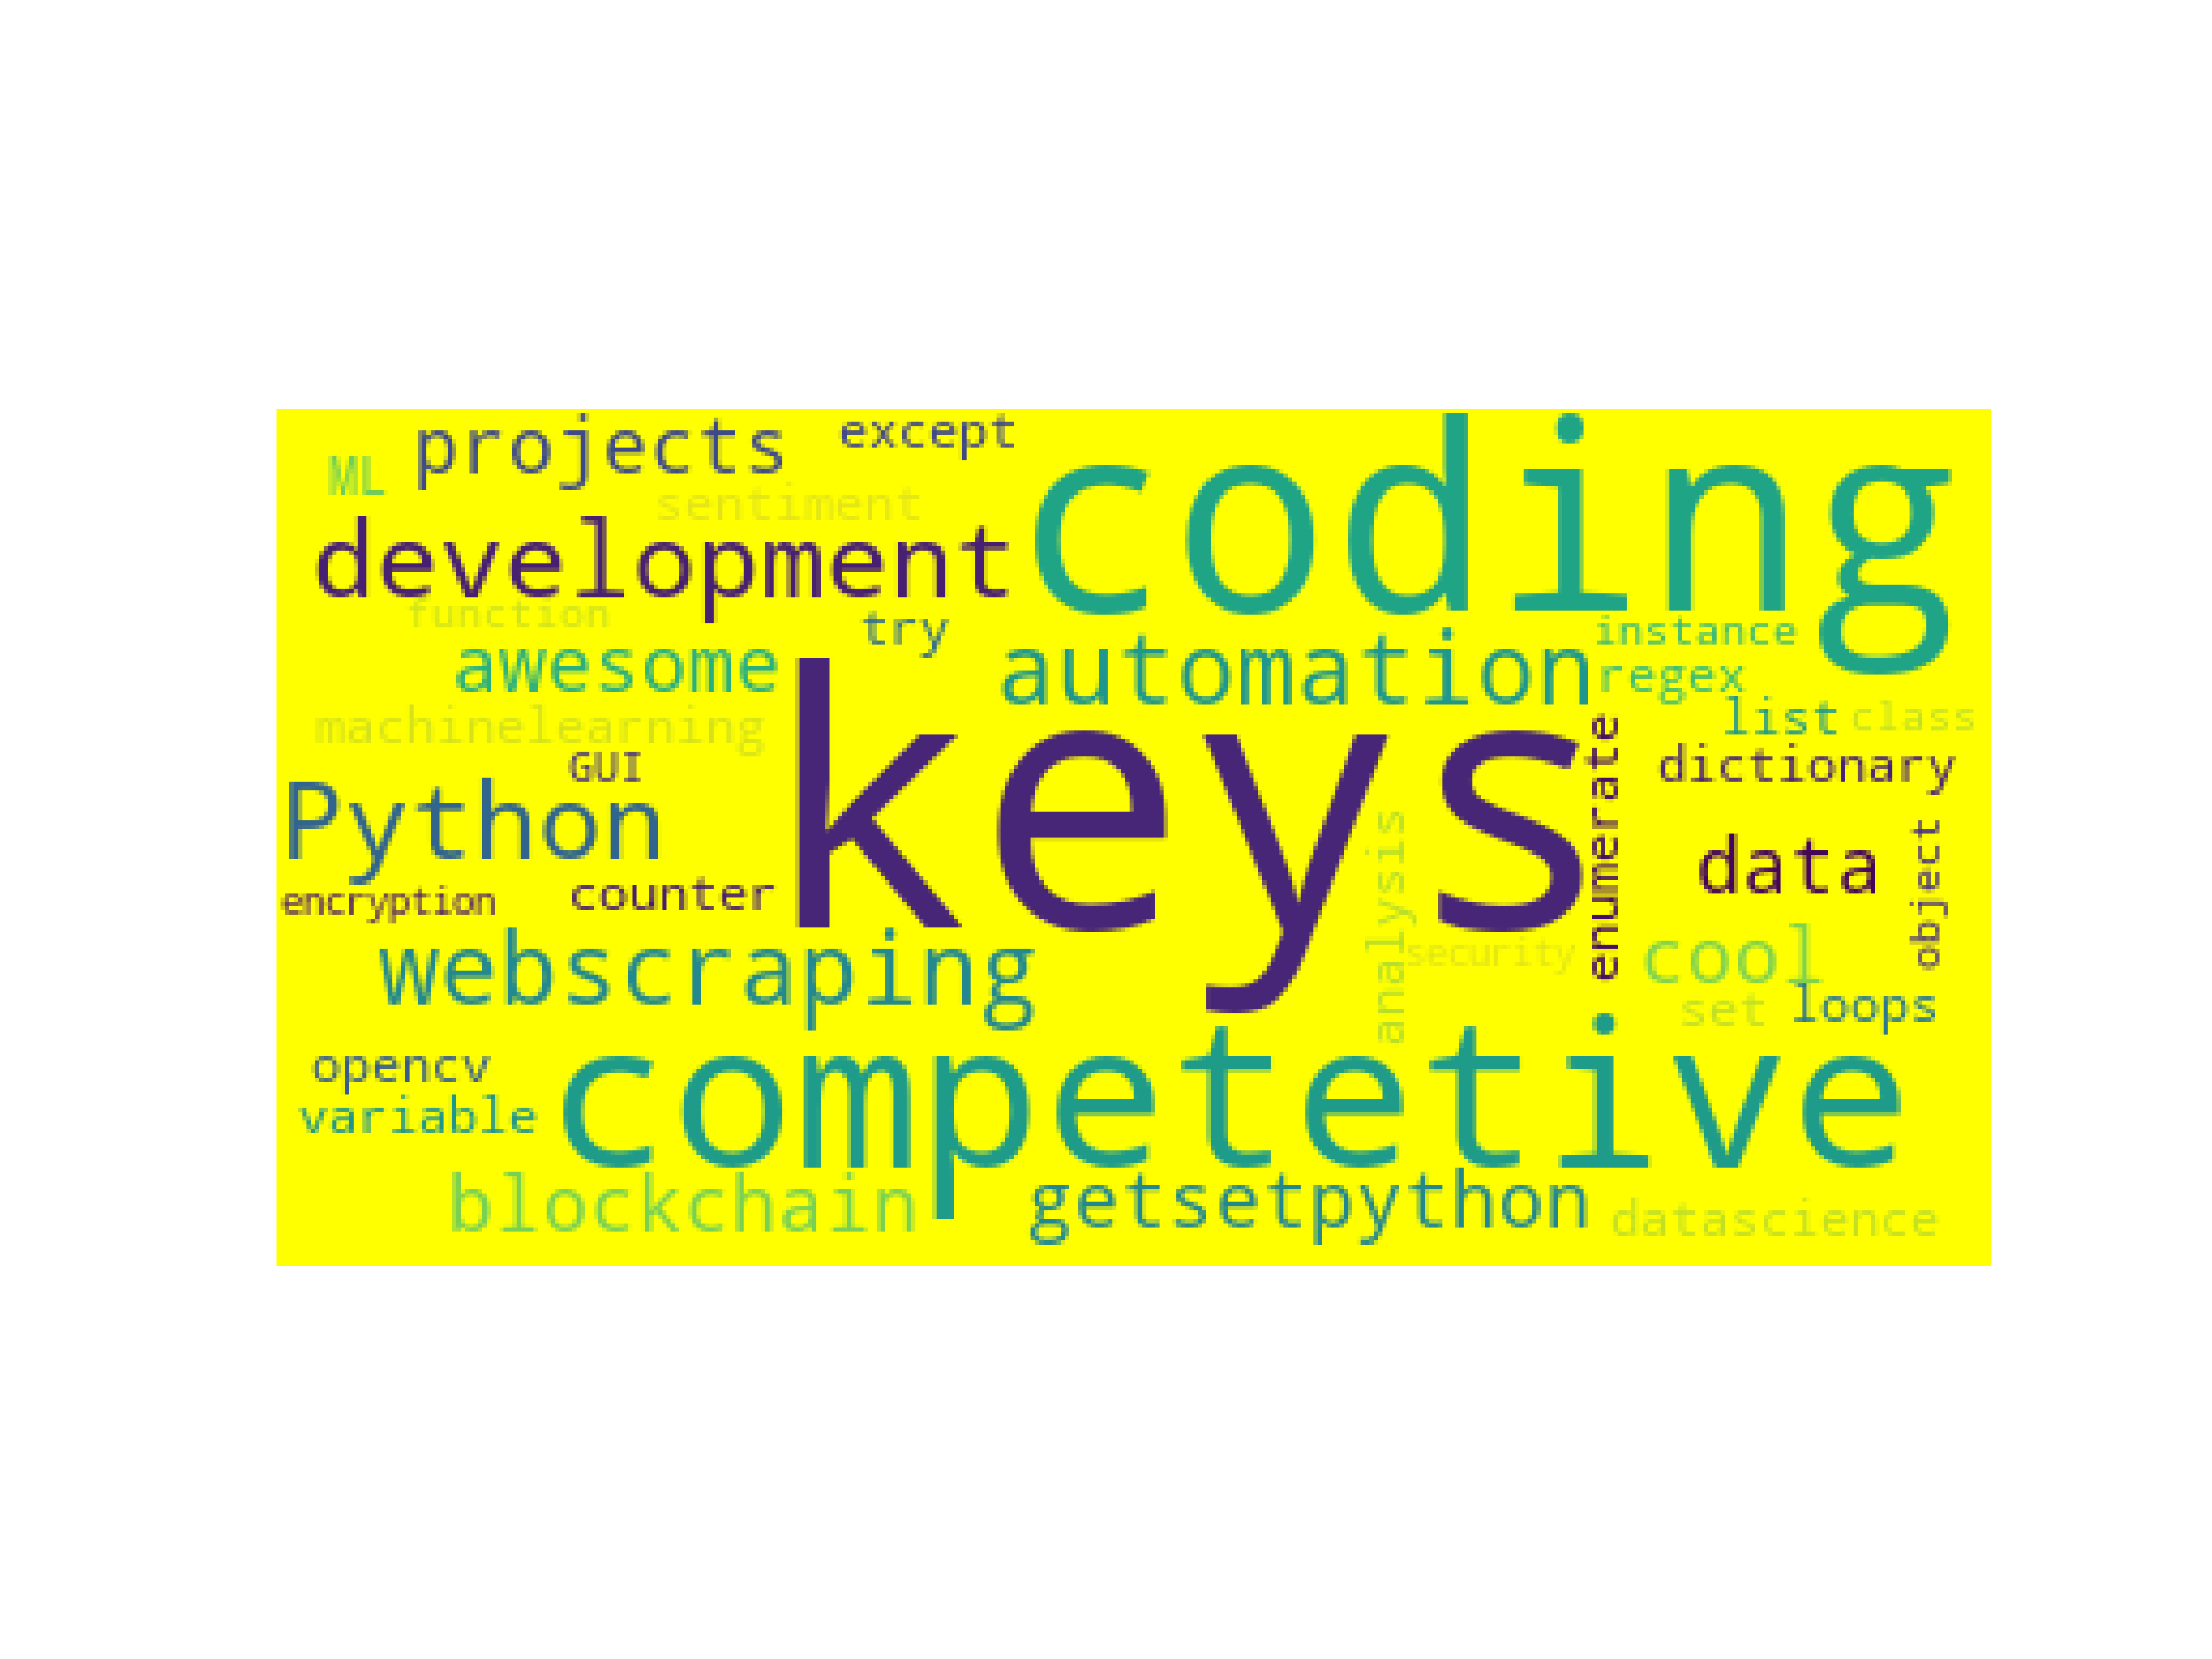 projects
except
coding
ML
sentiment
development
function
try
instance
awesome
automation
regex
machinelearning
list
class
keys
GUI
enumerate
dictionary
Python
analysis
data
object
encryption
counter
webscraping
security
cool
set
loops
opencv
competetive
variable
blockchain
getsetpython
datascience